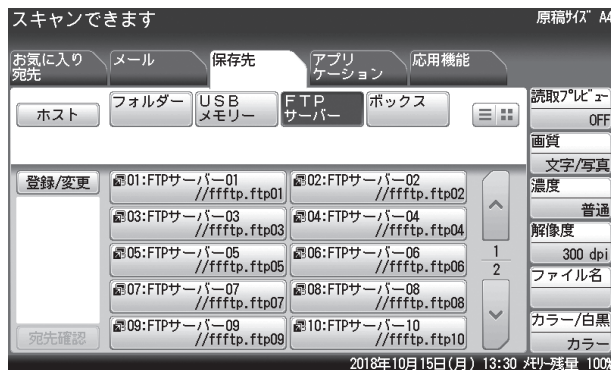 スキャンできます
原稿ｻｲｽﾞ A4
お気に入り
宛先
メール
保存先
アプリ
ケーション
応用機能
ホスト
フォルダー
USB
メモリー
FTP
サーバー
ボックス
登録/変更
01:FTPサーバー01
//ffftp.ftp01
02:FTPサーバー02
//ffftp.ftp02
03:FTPサーバー03
//ffftp.ftp03
04:FTPサーバー04
//ffftp.ftp04
05:FTPサーバー05
//ffftp.ftp05
06:FTPサーバー06
//ffftp.ftp06
07:FTPサーバー07
//ffftp.ftp07
08:FTPサーバー08
//ffftp.ftp08
09:FTPサーバー09
//ffftp.ftp09
10:FTPサーバー10
//ffftp.ftp10
1
2
宛先確認
読取ﾌﾟﾚﾋﾞｭｰ
OFF
画質
文字/写真
濃度
普通
解像度
300 dpi
ファイル名
カラー/白黒
カラー
2018年10月15日(月) 13:30 ﾒﾓﾘｰ残量 100%